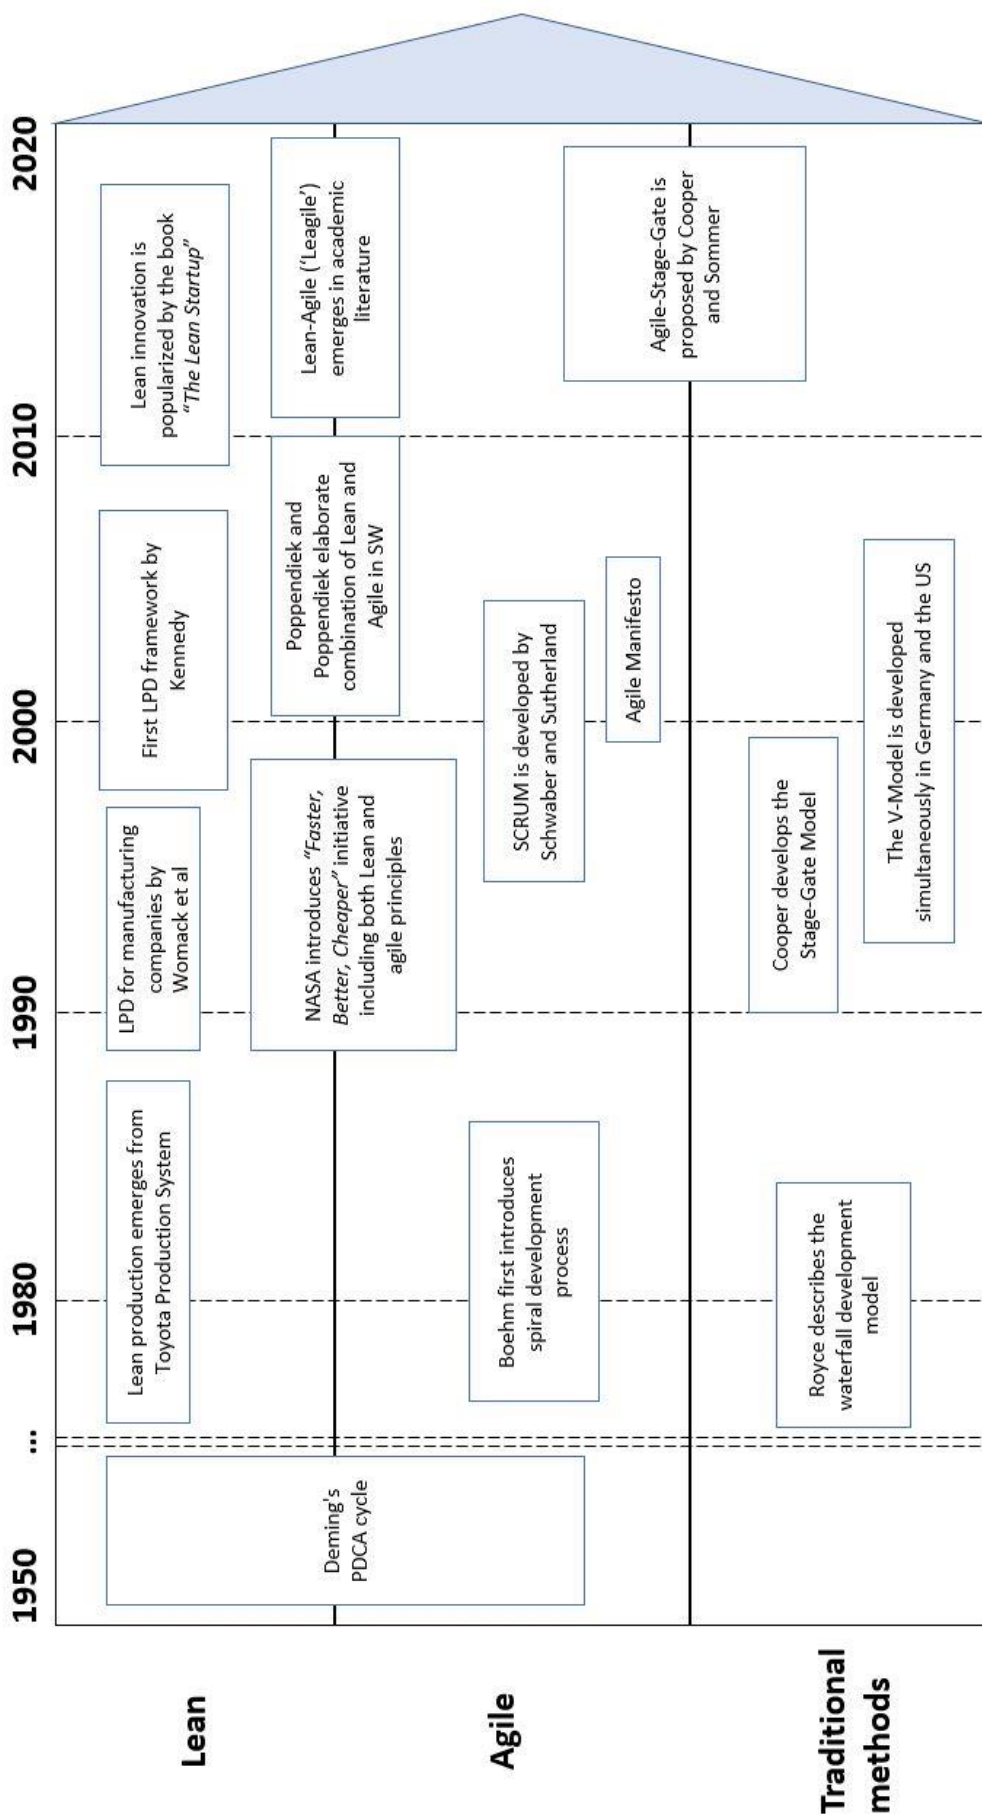 1950
...
1980
1990
2000
2010
2020
Lean
Lean production emerges from
Toyota Production System
LPD for manufacturing
companies by
Womack et al
First LPD framework by
Kennedy
Lean innovation is
popularized by the book
“The Lean Startup”
Deming's
PDCA cycle
NASA introduces “Faster,
Better, Cheaper” initiative
including both Lean and
agile principles
Poppendiek and
Poppendiek elaborate
combination of Lean and
Agile in SW
Lean-Agile (‘Leagile’)
emerges in academic
literature
Agile
Boehm first introduces
spiral development
process
SCRUM is developed by
Schwaber and Sutherland
Agile Manifesto
Agile-Stage-Gate is
proposed by Cooper
and Sommer
Traditional
methods
Royce describes the
waterfall development
model
Cooper develops the
Stage-Gate Model
The V-Model is developed
simultaneously in Germany and the US